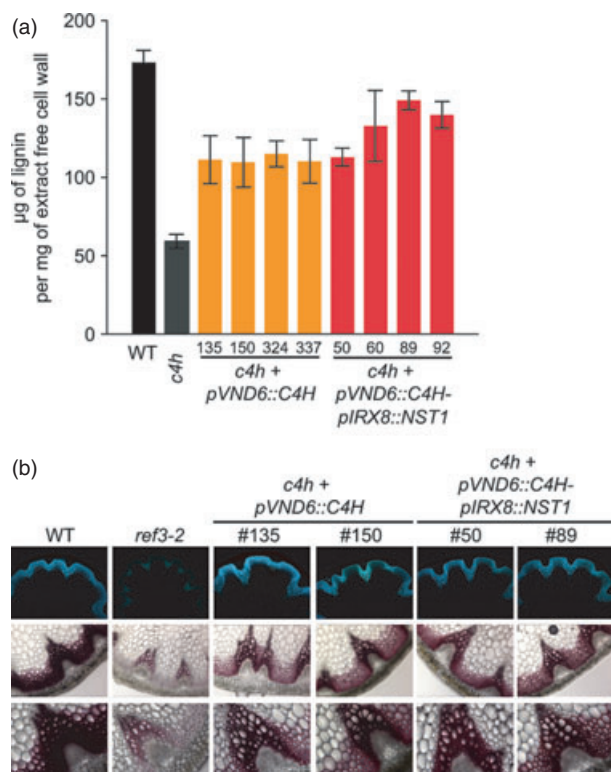 (a)
µg of lignin
per mg of extract free cell wall
200
150
100
50
0
WT
c4h
135 150 324 337
c4h +
pVND6::C4H
50 60 89 92
c4h +
pVND6::C4H-
pIRX8::NST1
(b)
WT
ref3-2
c4h +
pVND6::C4H
#135 #150
c4h +
pVND6::C4H-
pIRX8::NST1
#50 #89